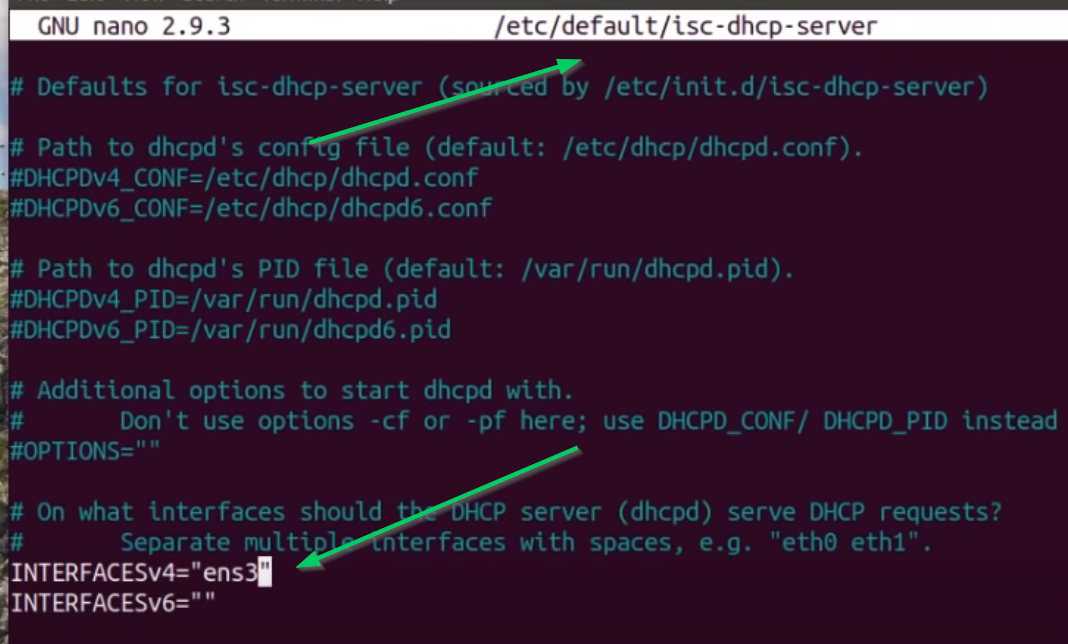 GNU nano 2.9.3 /etc/default/isc-dhcp-server
# Defaults for isc-dhcp-server (sourced by /etc/init.d/isc-dhcp-server)
# Path to dhcpd's config file (default: /etc/dhcp/dhcpd.conf).
#DHCPDv4_CONF=/etc/dhcp/dhcpd.conf
#DHCPDv6_CONF=/etc/dhcp/dhcpd6.conf
# Path to dhcpd's PID file (default: /var/run/dhcpd.pid).
#DHCPDv4_PID=/var/run/dhcpd.pid
#DHCPDv6_PID=/var/run/dhcpd6.pid
# Additional options to start dhcpd with.
#       Don't use options -cf or -pf here; use DHCPD_CONF/ DHCPD_PID instead
#OPTIONS=""
# On what interfaces should the DHCP server (dhcpd) serve DHCP requests?
#       Separate multiple interfaces with spaces, e.g. "eth0 eth1".
INTERFACESv4="ens3"
INTERFACESv6=""